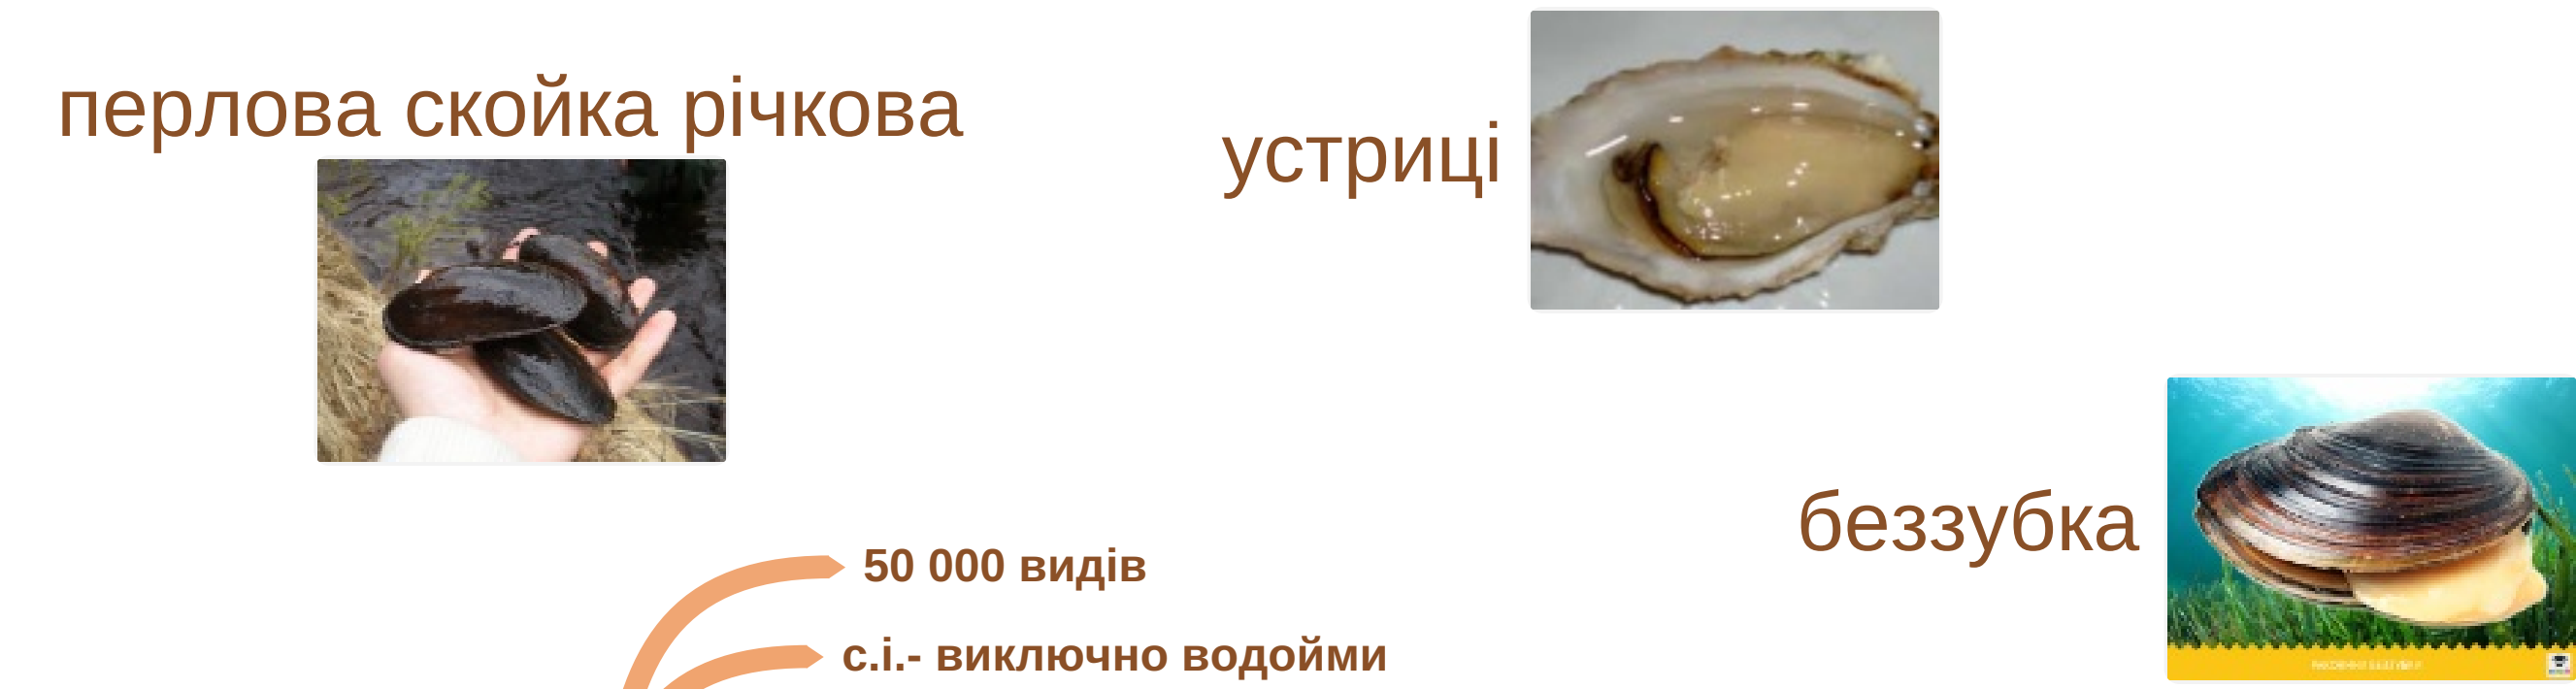 перлова скойка річкова
устриці
беззубка
50 000 видів
с.і.- виключно водойми